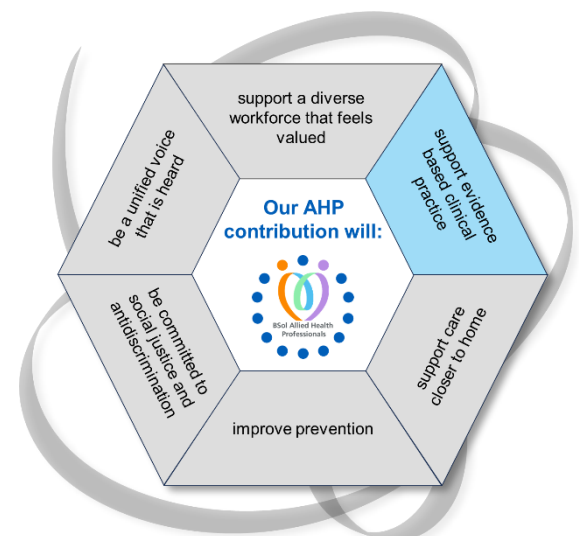 support a diverse
workforce that feels
valued
support evidence
based clinical
practice
support care
closer to home
improve prevention
be committed to
social justice and
antidiscrimination
be a unified voice
that is heard
Our AHP
contribution will:
BSol Allied Health
Professionals